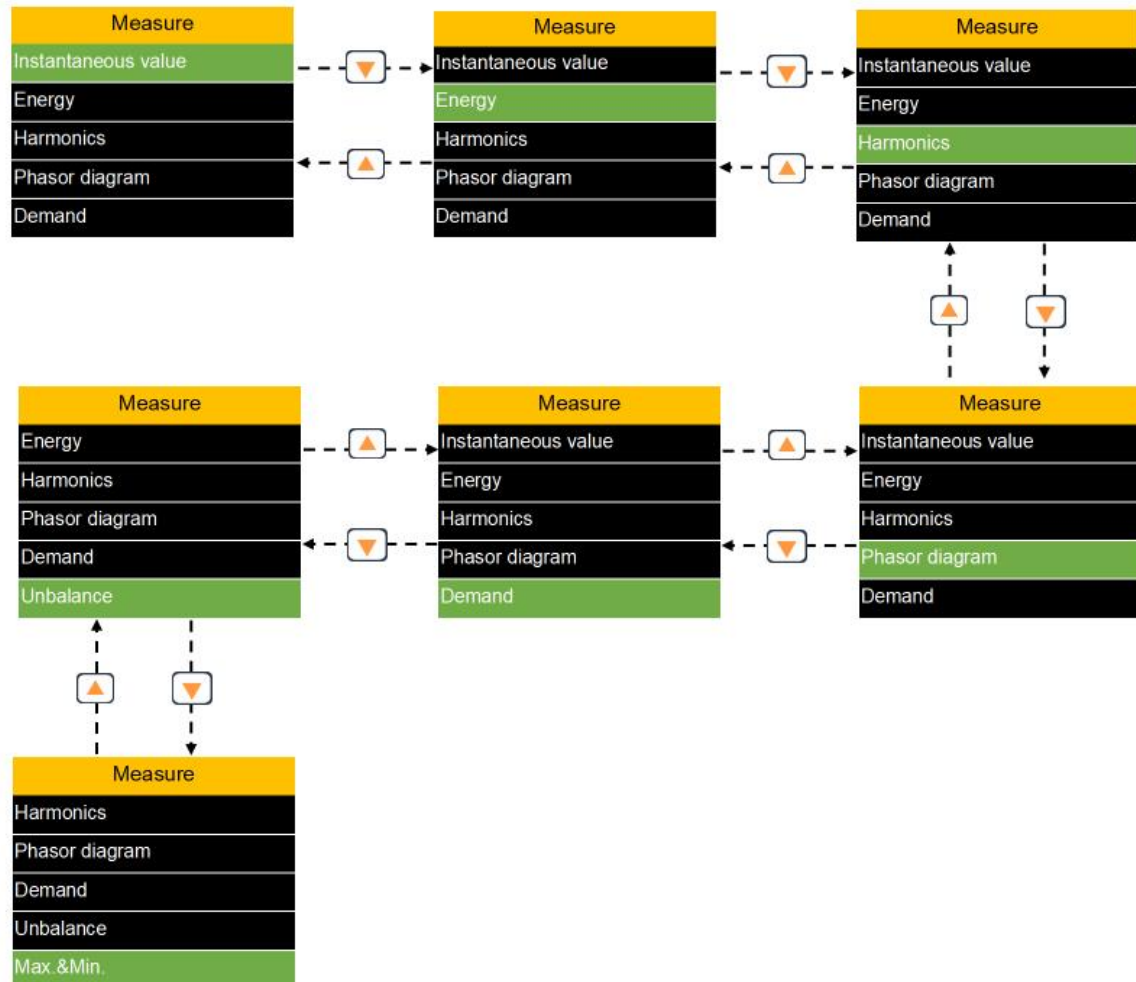 Measure
Instantaneous value
Energy
Harmonics
Phasor diagram
Demand
Measure
Instantaneous value
Energy
Harmonics
Phasor diagram
Demand
Measure
Instantaneous value
Energy
Harmonics
Phasor diagram
Demand
Measure
Energy
Harmonics
Phasor diagram
Demand
Unbalance
Measure
Instantaneous value
Energy
Harmonics
Phasor diagram
Demand
Measure
Instantaneous value
Energy
Harmonics
Phasor diagram
Demand
Measure
Harmonics
Phasor diagram
Demand
Unbalance
Max.&Min.